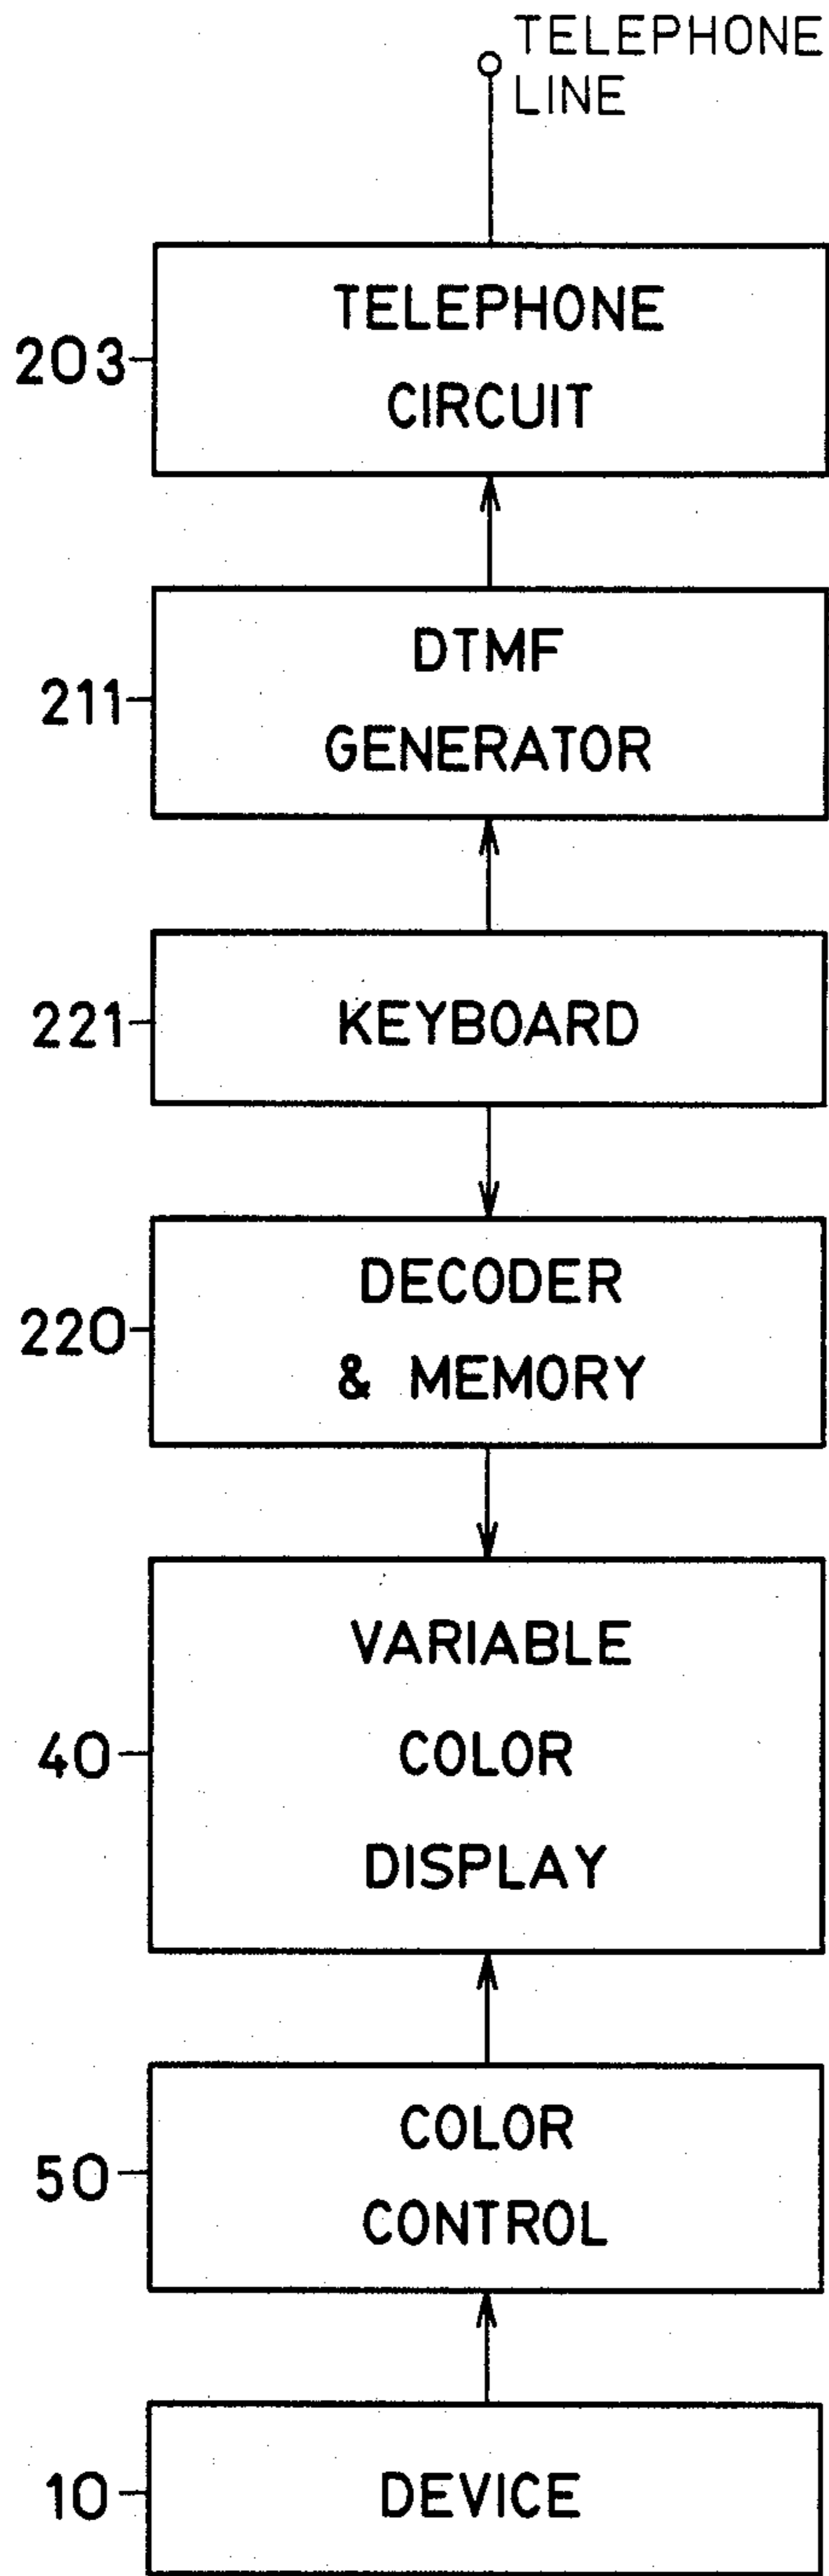 TELEPHONE
LINE
TELEPHONE
203
CIRCUIT
DTMF
211
GENERATOR
221
KEYBOARD
DECODER
220
& MEMORY
VARIABLE
40
COLOR
DISPLAY
COLOR
50
CONTROL
10
DEVICE